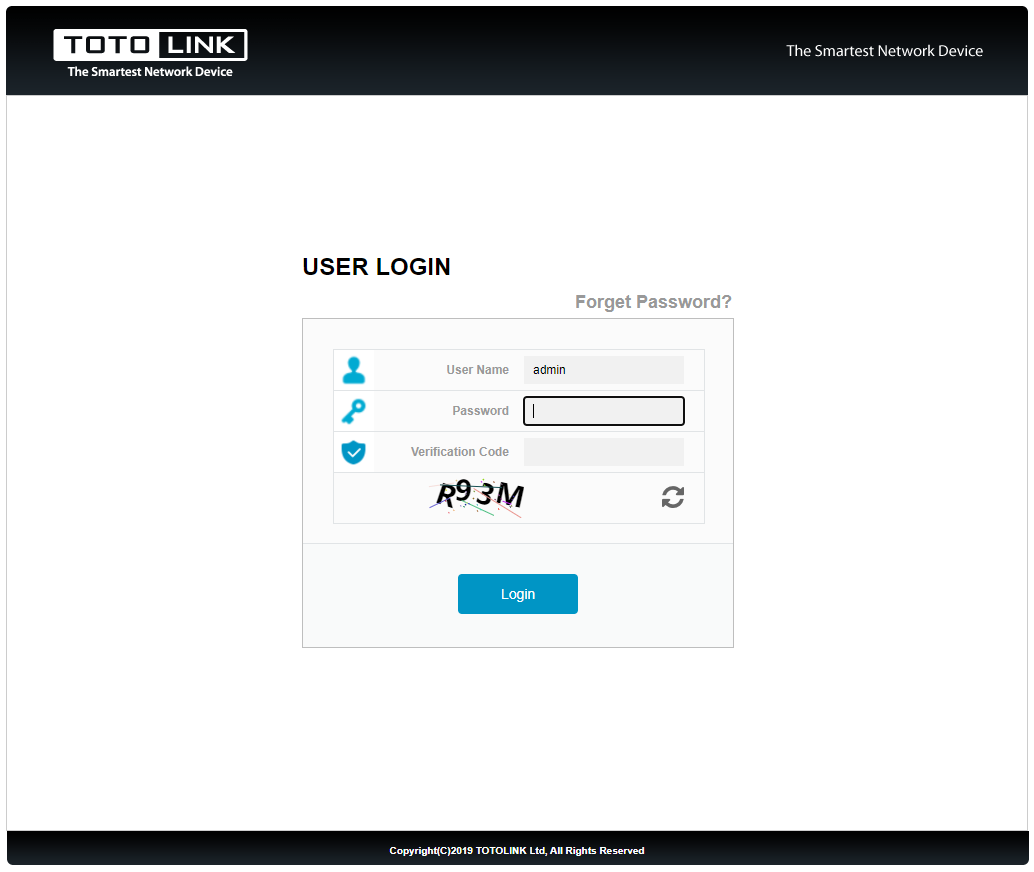 TOTO LINK
The Smartest Network Device
The Smartest Network Device
USER LOGIN
Forget Password?
User Name admin
Password
Verification Code
R93M
Login
Copyright(C)2019 TOTOLINK Ltd, All Rights Reserved